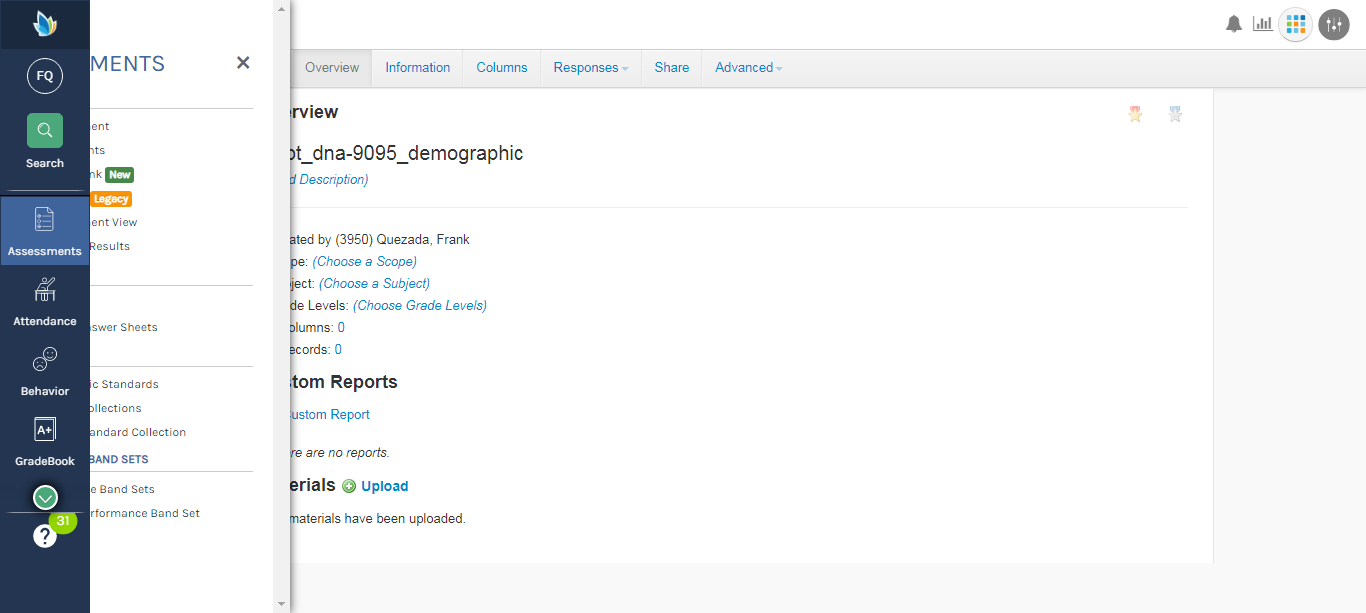 FQ
Search
Assessments
Attendance
Behavior
A+
GradeBook
31
?
MENTS
ent
nts
nk New
Legacy
ent View
Results
swer Sheets
ic Standards
ollections
andard Collection
BAND SETS
e Band Sets
rformance Band Set
Overview
Information
Columns
Responses
Share
Advanced
erview
pt_dna-9095_demographic
d Description)
ated by (3950) Quezada, Frank
pe: (Choose a Scope)
ject: (Choose a Subject)
de Levels: (Choose Grade Levels)
olumns: 0
ecords: 0
stom Reports
ustom Report
re are no reports.
erials Upload
materials have been uploaded.